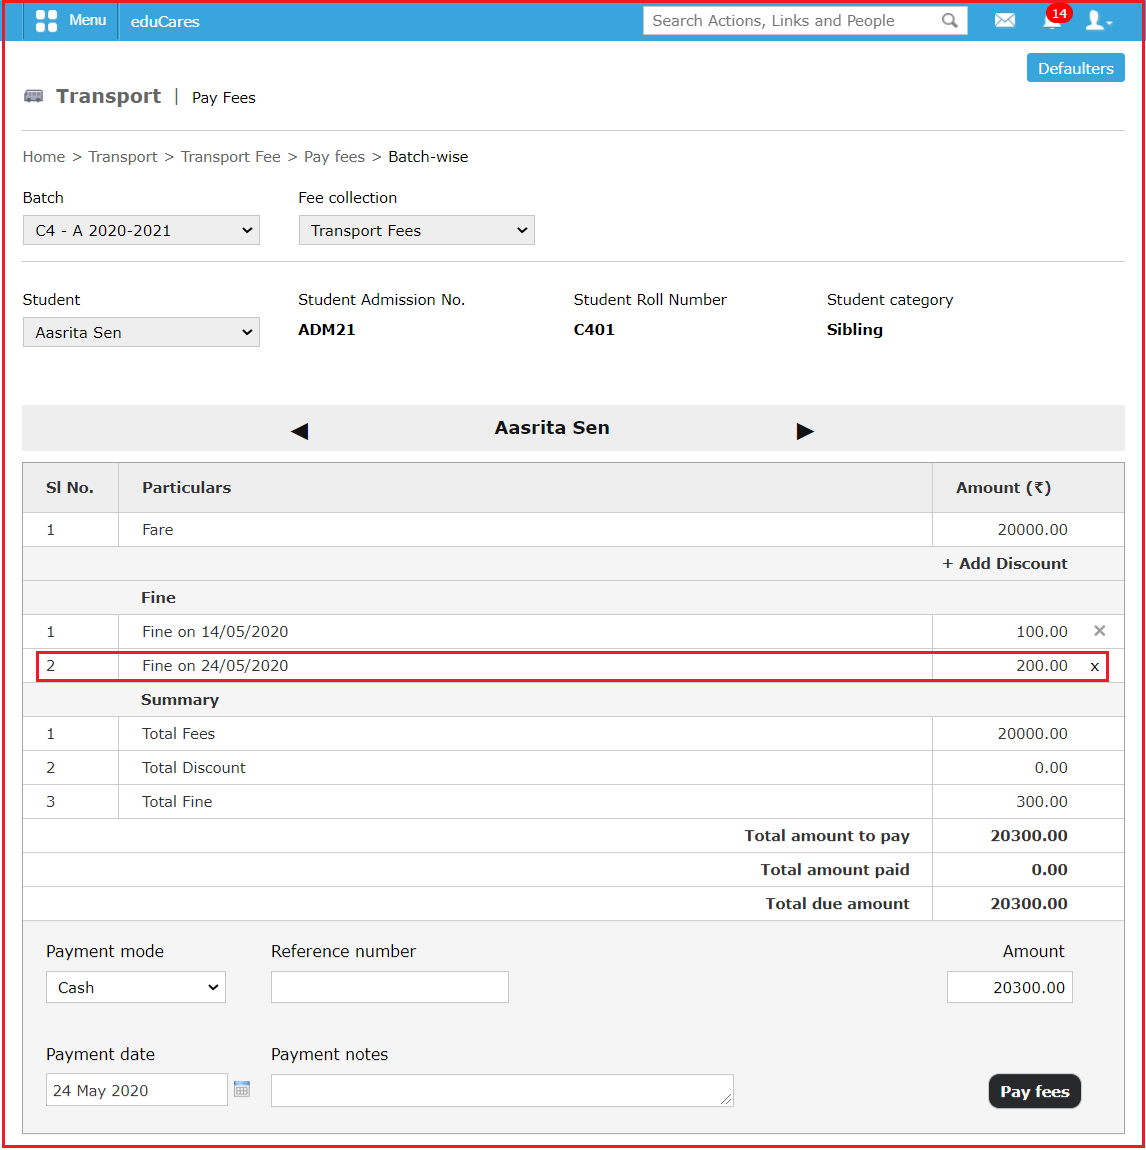 Menu eduCares Search Actions, Links and People 14
Defaulters
Transport | Pay Fees
Home > Transport > Transport Fee > Pay fees > Batch-wise
Batch Fee collection
C4 - A 2020-2021 Transport Fees
Student Student Admission No. Student Roll Number Student category
Aasrita Sen ADM21 C401 Sibling
Aasrita Sen
Sl No. Particulars Amount (₹)
1 Fare 20000.00
+ Add Discount
Fine
1 Fine on 14/05/2020 100.00 ×
2 Fine on 24/05/2020 200.00 x
Summary
1 Total Fees 20000.00
2 Total Discount 0.00
3 Total Fine 300.00
Total amount to pay 20300.00
Total amount paid 0.00
Total due amount 20300.00
Payment mode Reference number Amount
Cash 20300.00
Payment date Payment notes
24 May 2020 Pay fees